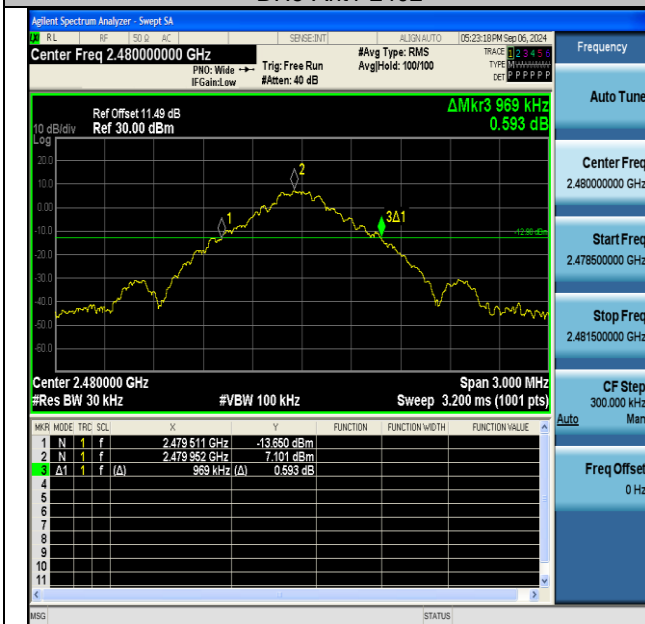 Agilent Spectrum Analyzer - Swept SA
RL RF 50 Ω AC SENSE:INT ALIGN AUTO 05:23:18PM Sep 06, 2024
Center Freq 2.480000000 GHz
PNO: Wide
IFGain:Low
Trig: Free Run
#Atten: 40 dB
#Avg Type: RMS
Avg|Hold: 100/100
TRACE 1 2 3 4 5 6
TYPE
DET P P P P P P
Ref Offset 11.49 dB
Ref 30.00 dBm
10 dB/div
Log
ΔMkr3 969 kHz
0.593 dB
20.0
10.0
0.00
-10.0
-20.0
-30.0
-40.0
-50.0
-60.0
1
2
3Δ1
-12.90 dBm
Center 2.480000 GHz Span 3.000 MHz
#Res BW 30 kHz #VBW 100 kHz Sweep 3.200 ms (1001 pts)
MKR MODE TRC SCL X Y FUNCTION FUNCTION WIDTH FUNCTION VALUE
1 N 1 f 2.479 511 GHz -13.650 dBm
2 N 1 f 2.479 952 GHz 7.101 dBm
3 Δ1 1 f (Δ) 969 kHz (Δ) 0.593 dB
4
5
6
7
8
9
10
11
MSG STATUS
Frequency
Auto Tune
Center Freq
2.480000000 GHz
Start Freq
2.478500000 GHz
Stop Freq
2.481500000 GHz
CF Step
300.000 kHz
Auto Man
Freq Offset
0 Hz